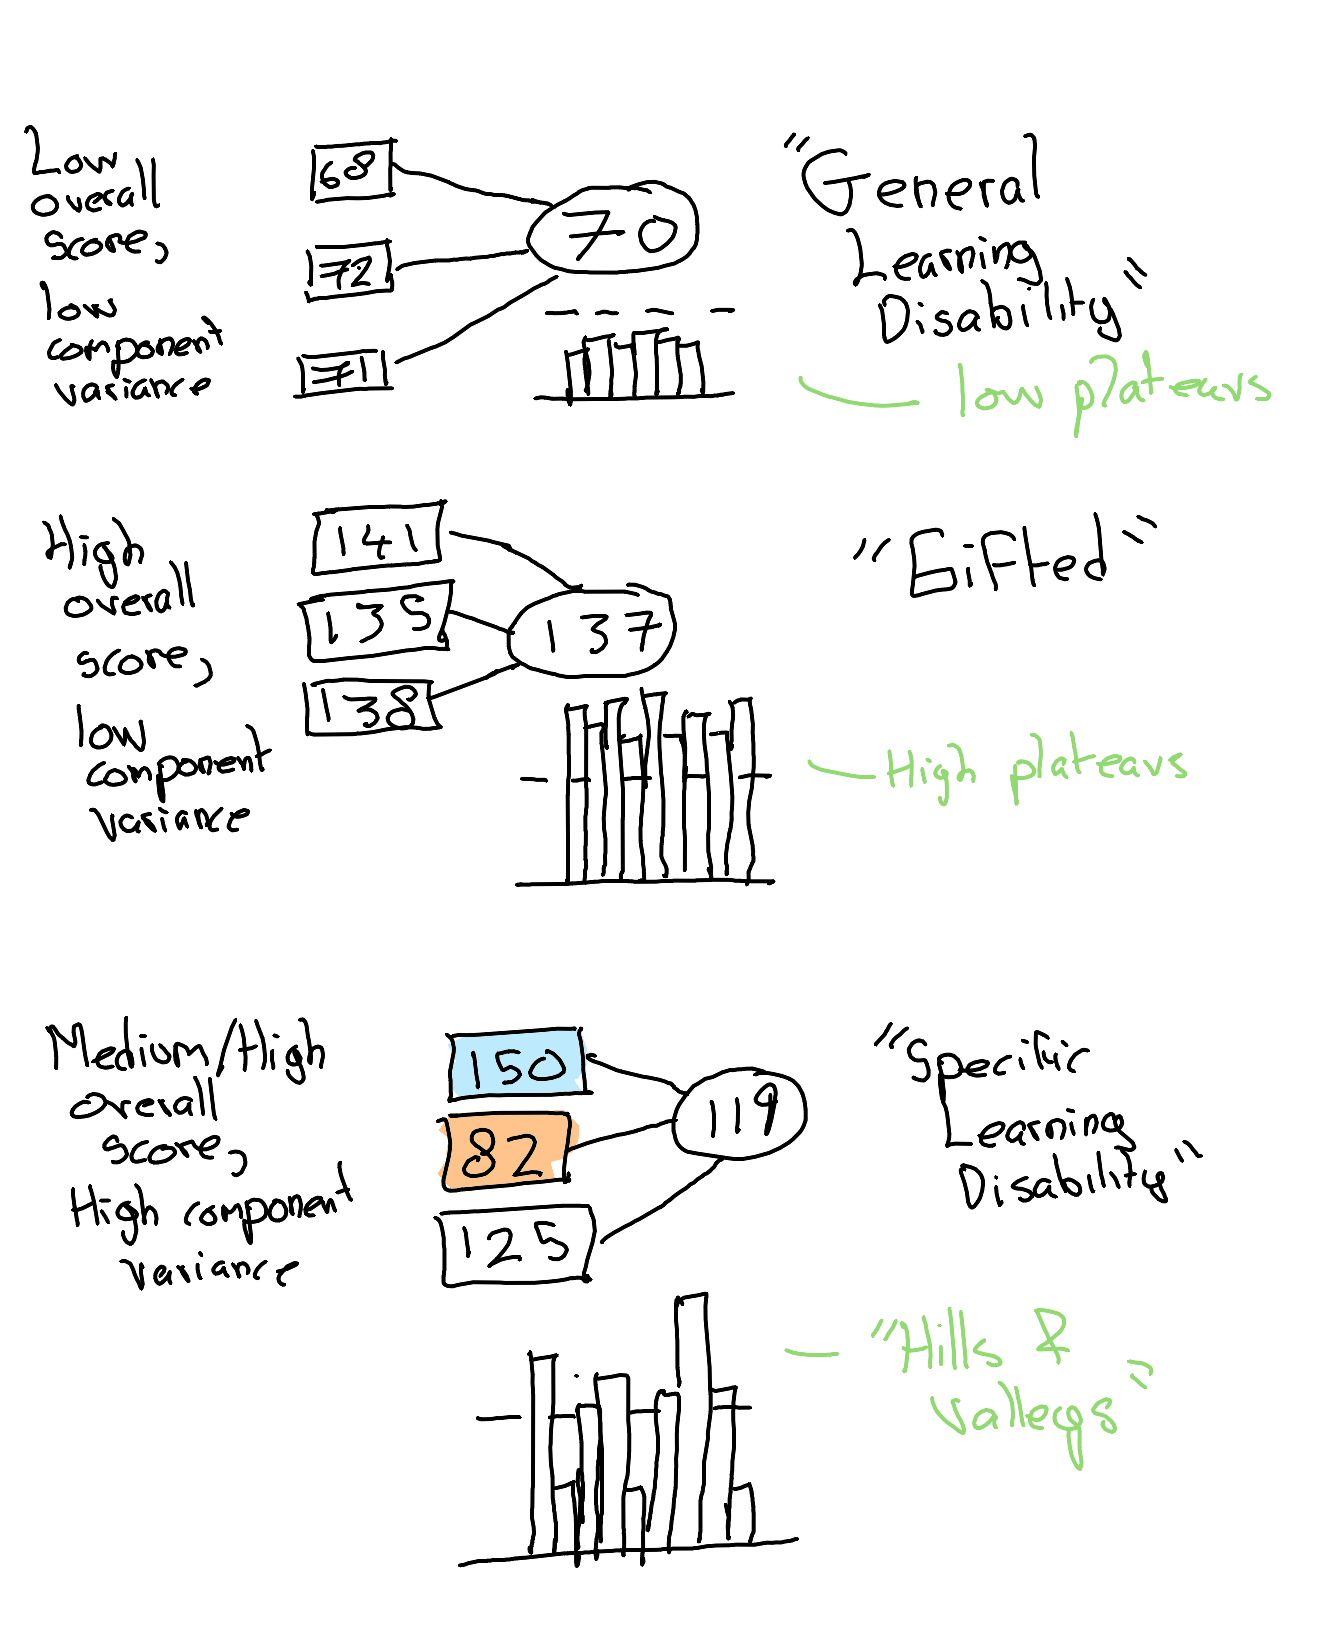 Low
overall
score,
low
component
variance
68
72
71
70
"General
Learning
Disability"
low plateaus
High
overall
score,
low
component
variance
141
135
138
137
"Gifted"
High plateaus
Medium/High
overall
score,
High component
variance
150
82
125
119
"Specific
Learning
Disability"
"Hills &
valleys"